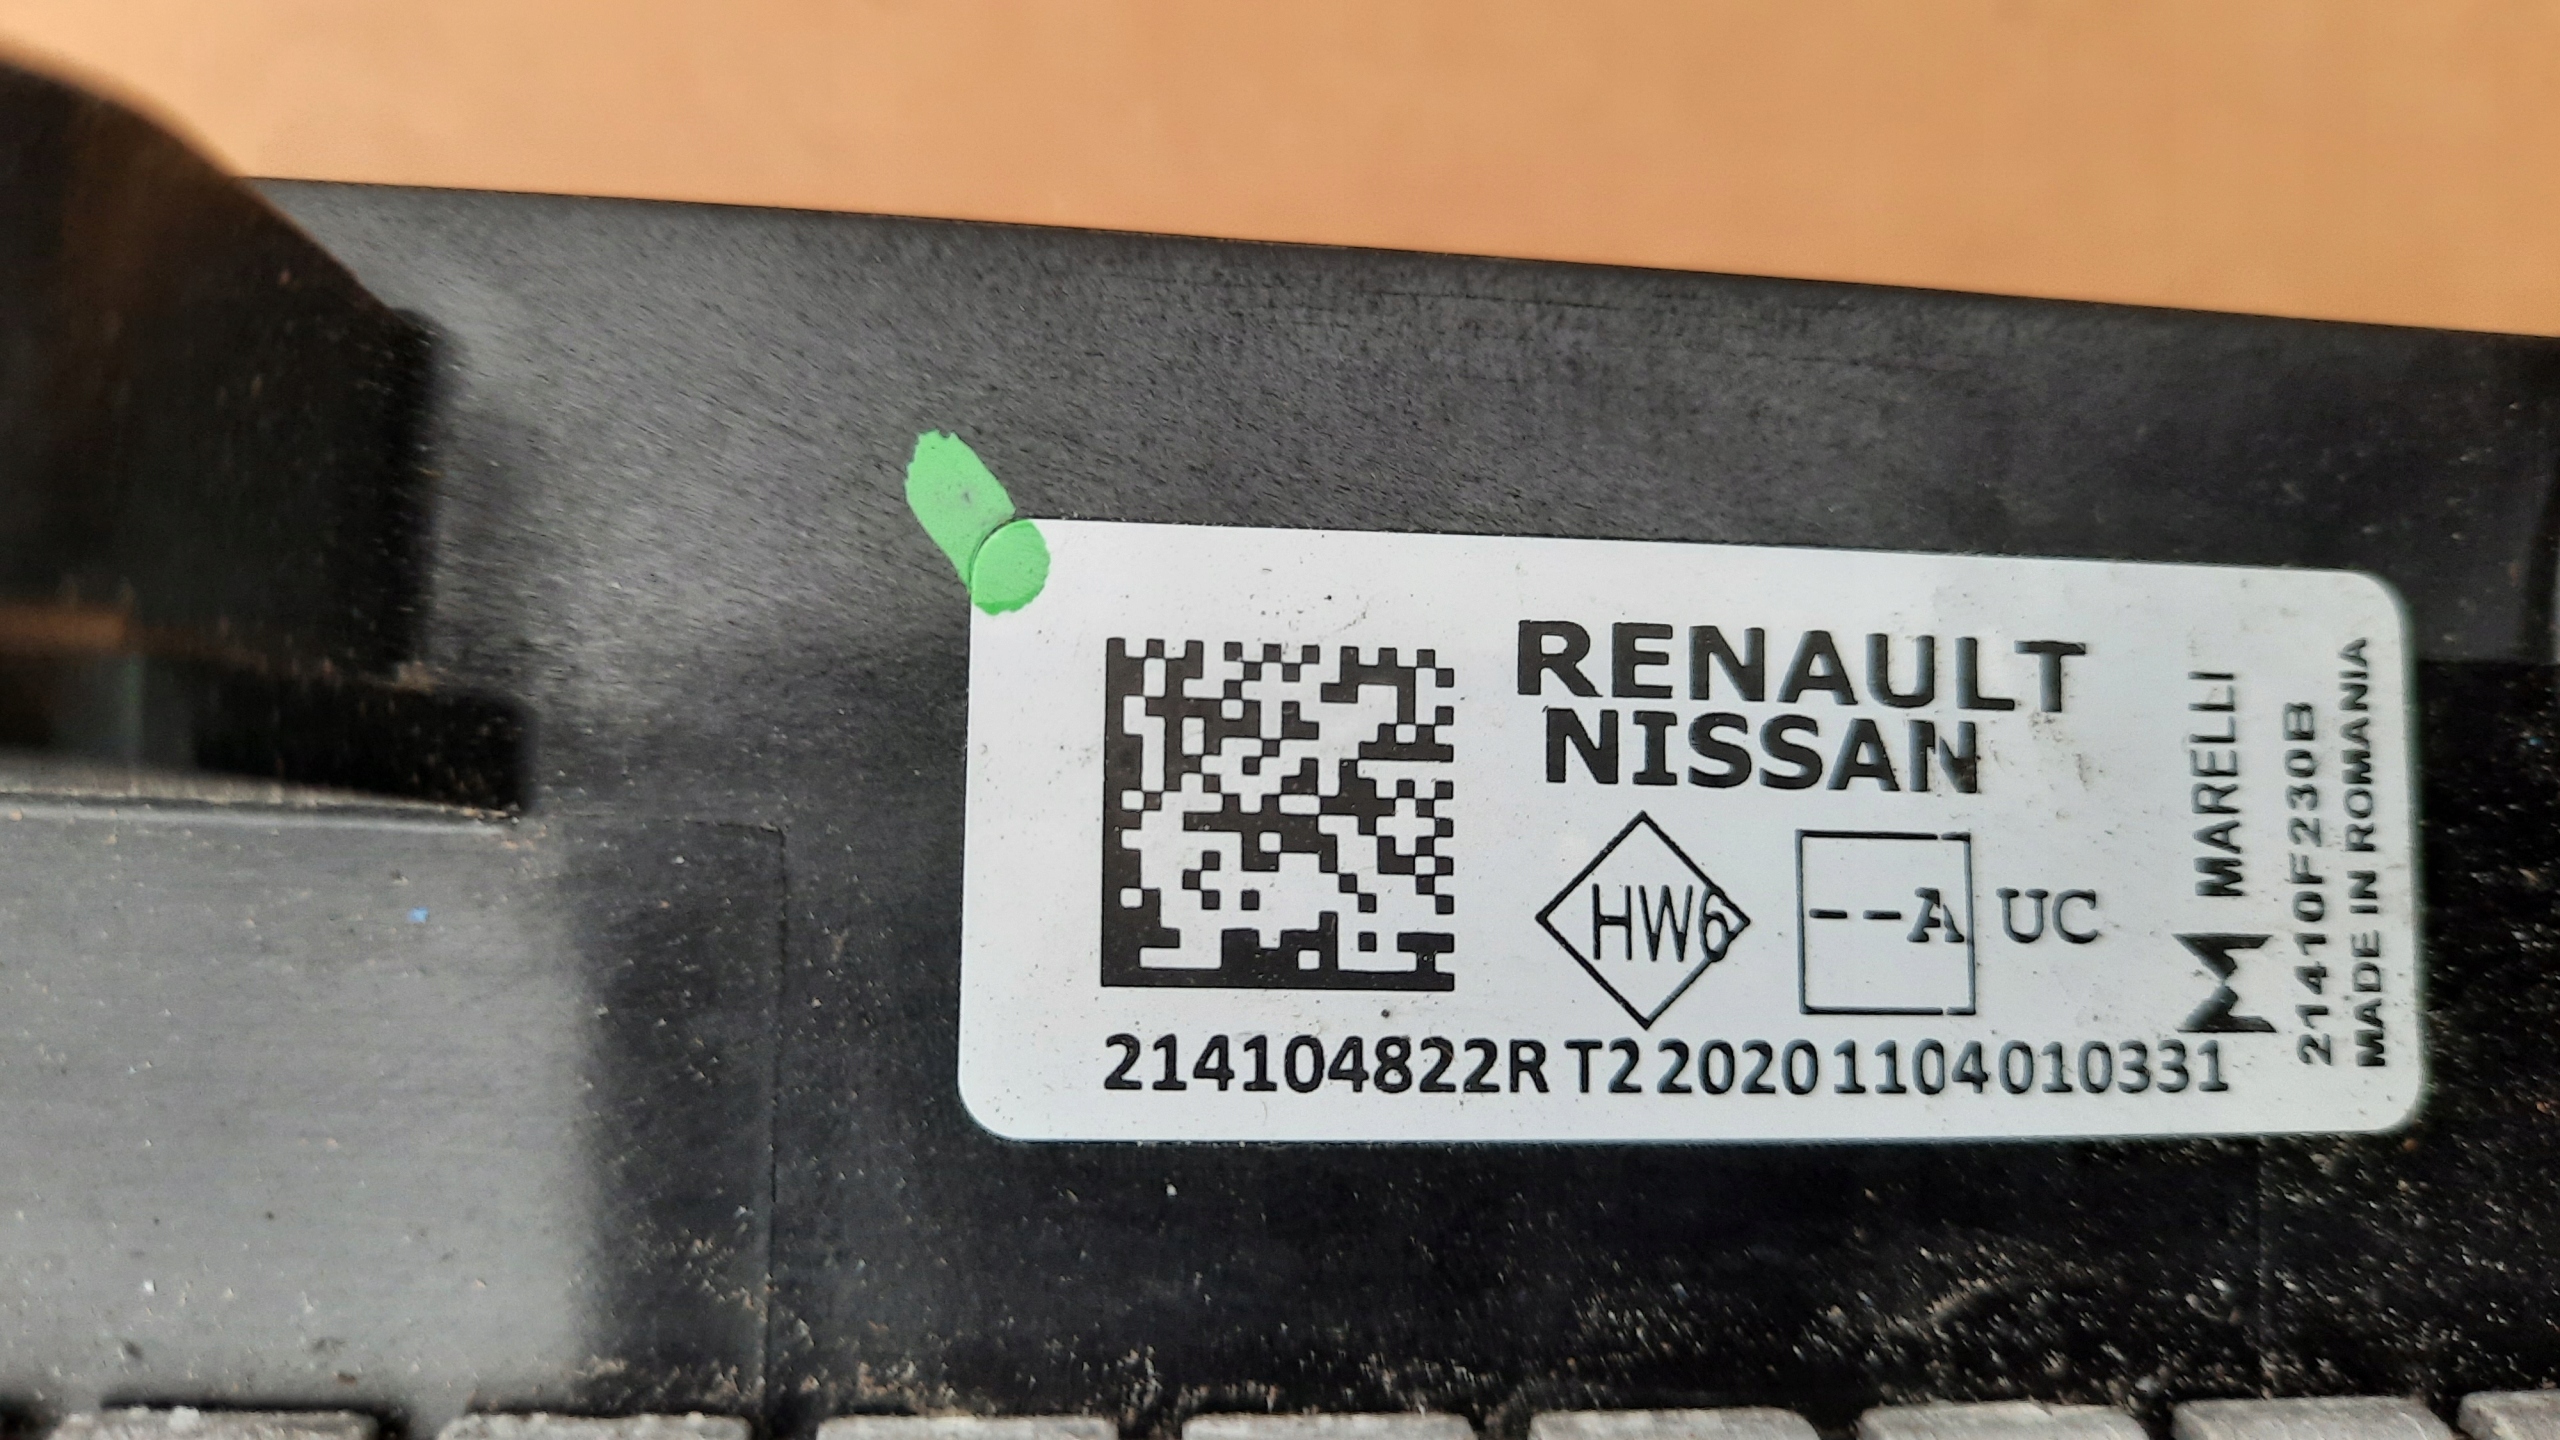 RENAULT
NISSAN
HW6
--A
UC
214104822R T2 20201104010331
MARELLI
21410F230B
MADE IN ROMANIA